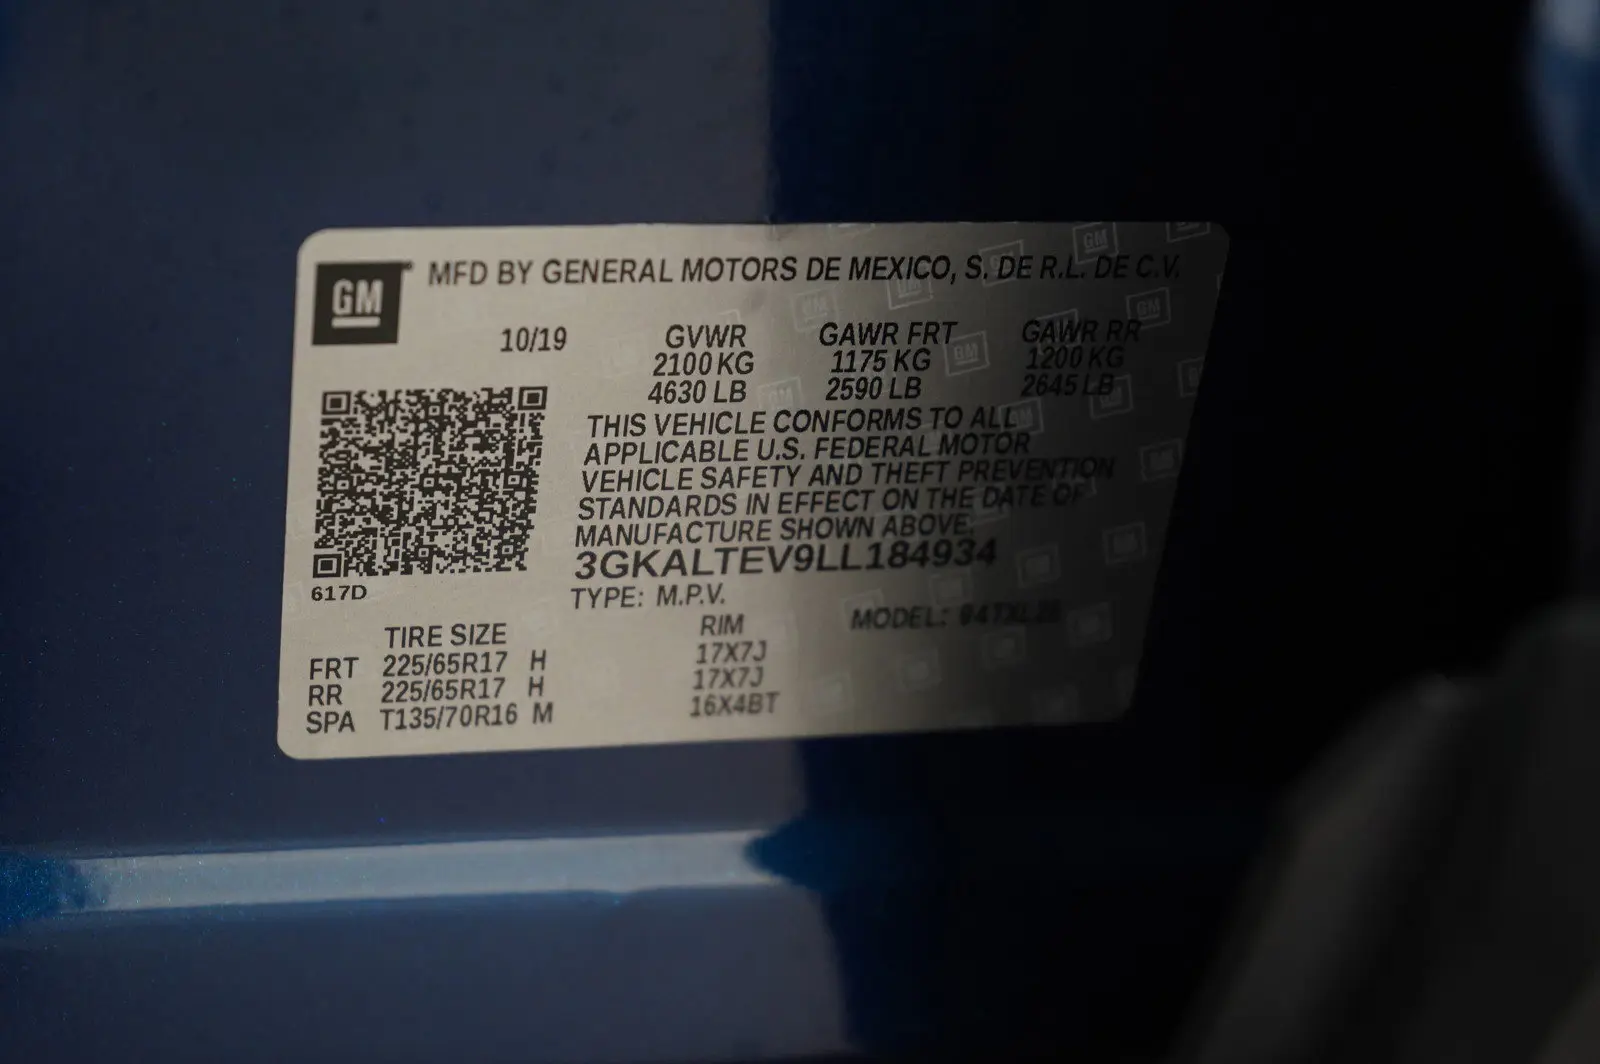 GM MFD BY GENERAL MOTORS DE MEXICO, S. DE R.L. DE C.V.
10/19 GVWR GAWR FRT GAWR RR
2100 KG 1175 KG 1200 KG
4630 LB 2590 LB 2645 LB
THIS VEHICLE CONFORMS TO ALL
APPLICABLE U.S. FEDERAL MOTOR
VEHICLE SAFETY AND THEFT PREVENTION
STANDARDS IN EFFECT ON THE DATE OF
MANUFACTURE SHOWN ABOVE.
3GKALTEV9LL184934
617D
TYPE: M.P.V. MODEL:
TIRE SIZE RIM
FRT 225/65R17 H 17X7J
RR 225/65R17 H 17X7J
SPA T135/70R16 M 16X4BT